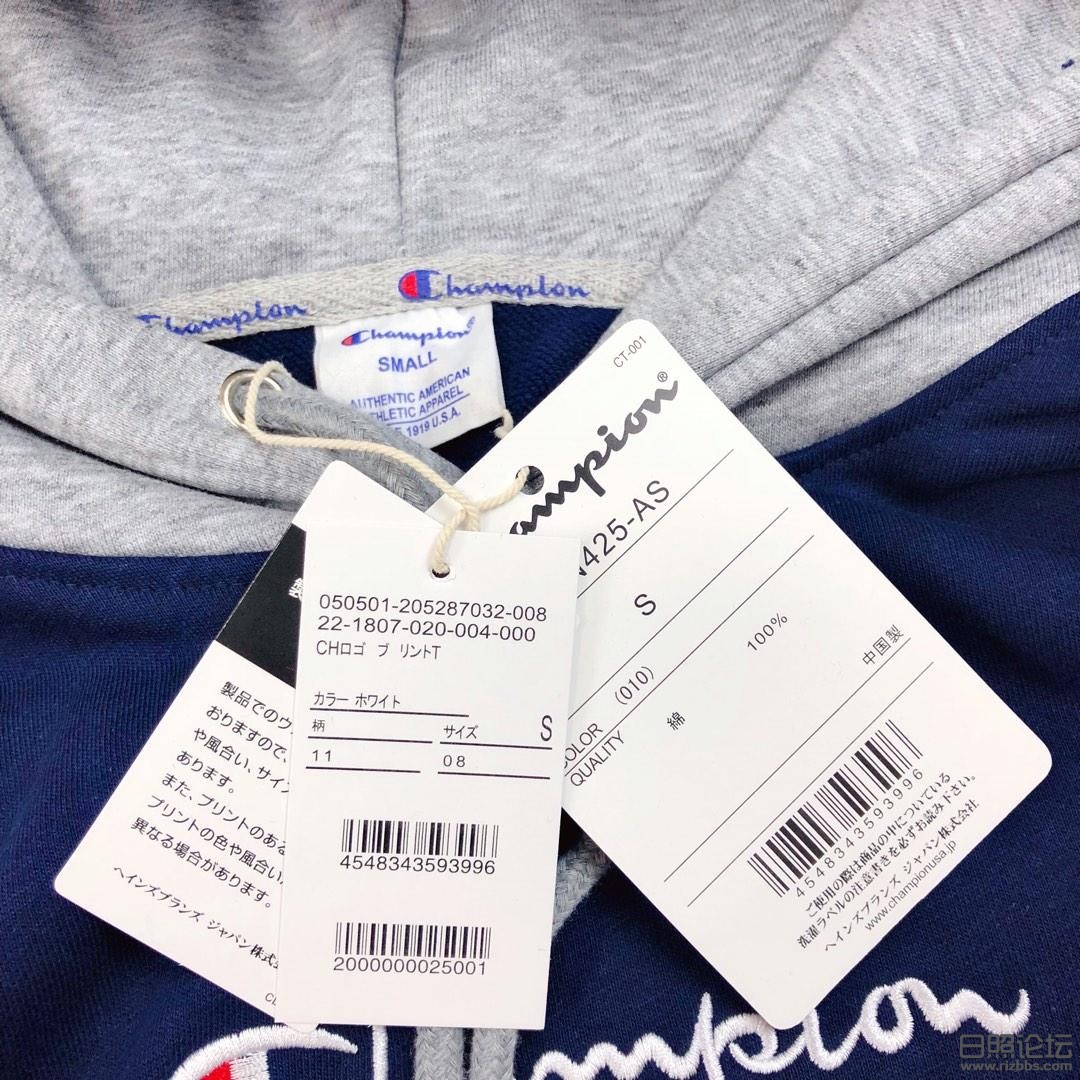 Champion
Champion
Champion®
SMALL
AUTHENTIC AMERICAN
ATHLETIC APPAREL
1919 U.S.A.
CT-001
ampion®
425-AS
S
(010)
OLOR
QUALITY
綿
100%
中国製
4548343593996
ご使用の際は商品の中についている
洗濯ラベルの注意書きを必ずお読み下さい。
ヘインズブランズ ジャパン株式会社
www.championusa.jp
050501-205287032-008
22-1807-020-004-000
CHロゴ プ リントT
カラー ホワイト
柄
サイズ
S
11
08
4548343593996
2000000025001
製品でのウ
おりますので、
や風合い、サイズ
あります。
また、プリントのある
プリントの色や風合い
異なる場合があります。
ヘインズブランズ ジャパン株式会
Champion
日照论坛
www.rizbbs.com